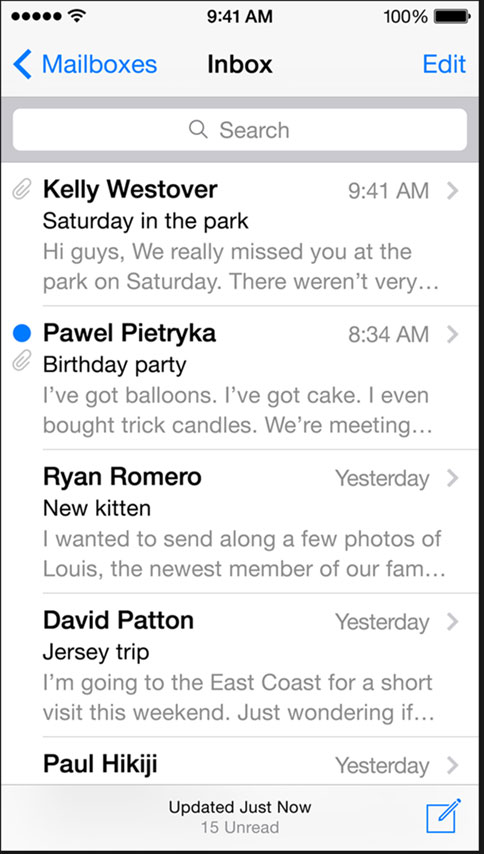 9:41 AM 100%
Mailboxes Inbox Edit
Search
Kelly Westover 9:41 AM
Saturday in the park
Hi guys, We really missed you at the
park on Saturday. There weren’t very…
Pawel Pietryka 8:34 AM
Birthday party
I’ve got balloons. I’ve got cake. I even
bought trick candles. We’re meeting…
Ryan Romero Yesterday
New kitten
I wanted to send along a few photos of
Louis, the newest member of our fam…
David Patton Yesterday
Jersey trip
I’m going to the East Coast for a short
visit this weekend. Just wondering if…
Paul Hikiji Yesterday
Updated Just Now
15 Unread